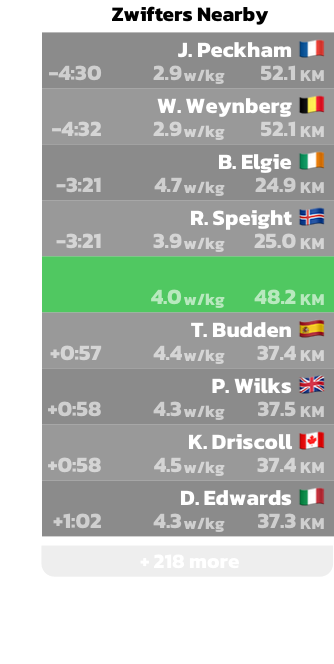 Zwifters Nearby
J. Peckham
-4:30 2.9 w/kg 52.1 KM
W. Weynberg
-4:32 2.9 w/kg 52.1 KM
B. Elgie
-3:21 4.7 w/kg 24.9 KM
R. Speight
-3:21 3.9 w/kg 25.0 KM
4.0 w/kg 48.2 KM
T. Budden
+0:57 4.4 w/kg 37.4 KM
P. Wilks
+0:58 4.3 w/kg 37.5 KM
K. Driscoll
+0:58 4.5 w/kg 37.4 KM
D. Edwards
+1:02 4.3 w/kg 37.3 KM
+ 218 more